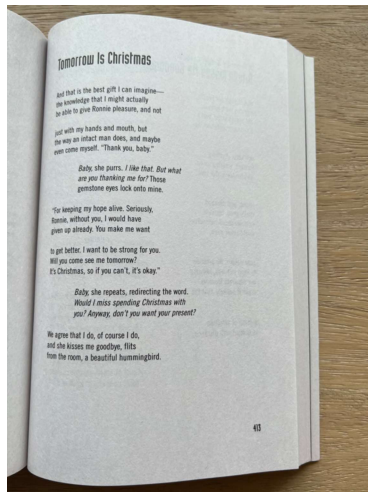 Tomorrow Is Christmas
And that is the best gift I can imagine—
the knowledge that I might actually
be able to give Ronnie pleasure, and not
just with my hands and mouth, but
the way an intact man does, and maybe
even come myself. "Thank you, baby."
Baby, she purrs. I like that. But what
are you thanking me for? Those
gemstone eyes lock onto mine.
"For keeping my hope alive. Seriously,
Ronnie, without you, I would have
given up already. You make me want
to get better. I want to be strong for you.
Will you come see me tomorrow?
It's Christmas, so if you can't, it's okay."
Baby, she repeats, redirecting the word.
Would I miss spending Christmas with
you? Anyway, don't you want your present?
We agree that I do, of course I do,
and she kisses me goodbye, flits
from the room, a beautiful hummingbird.
413